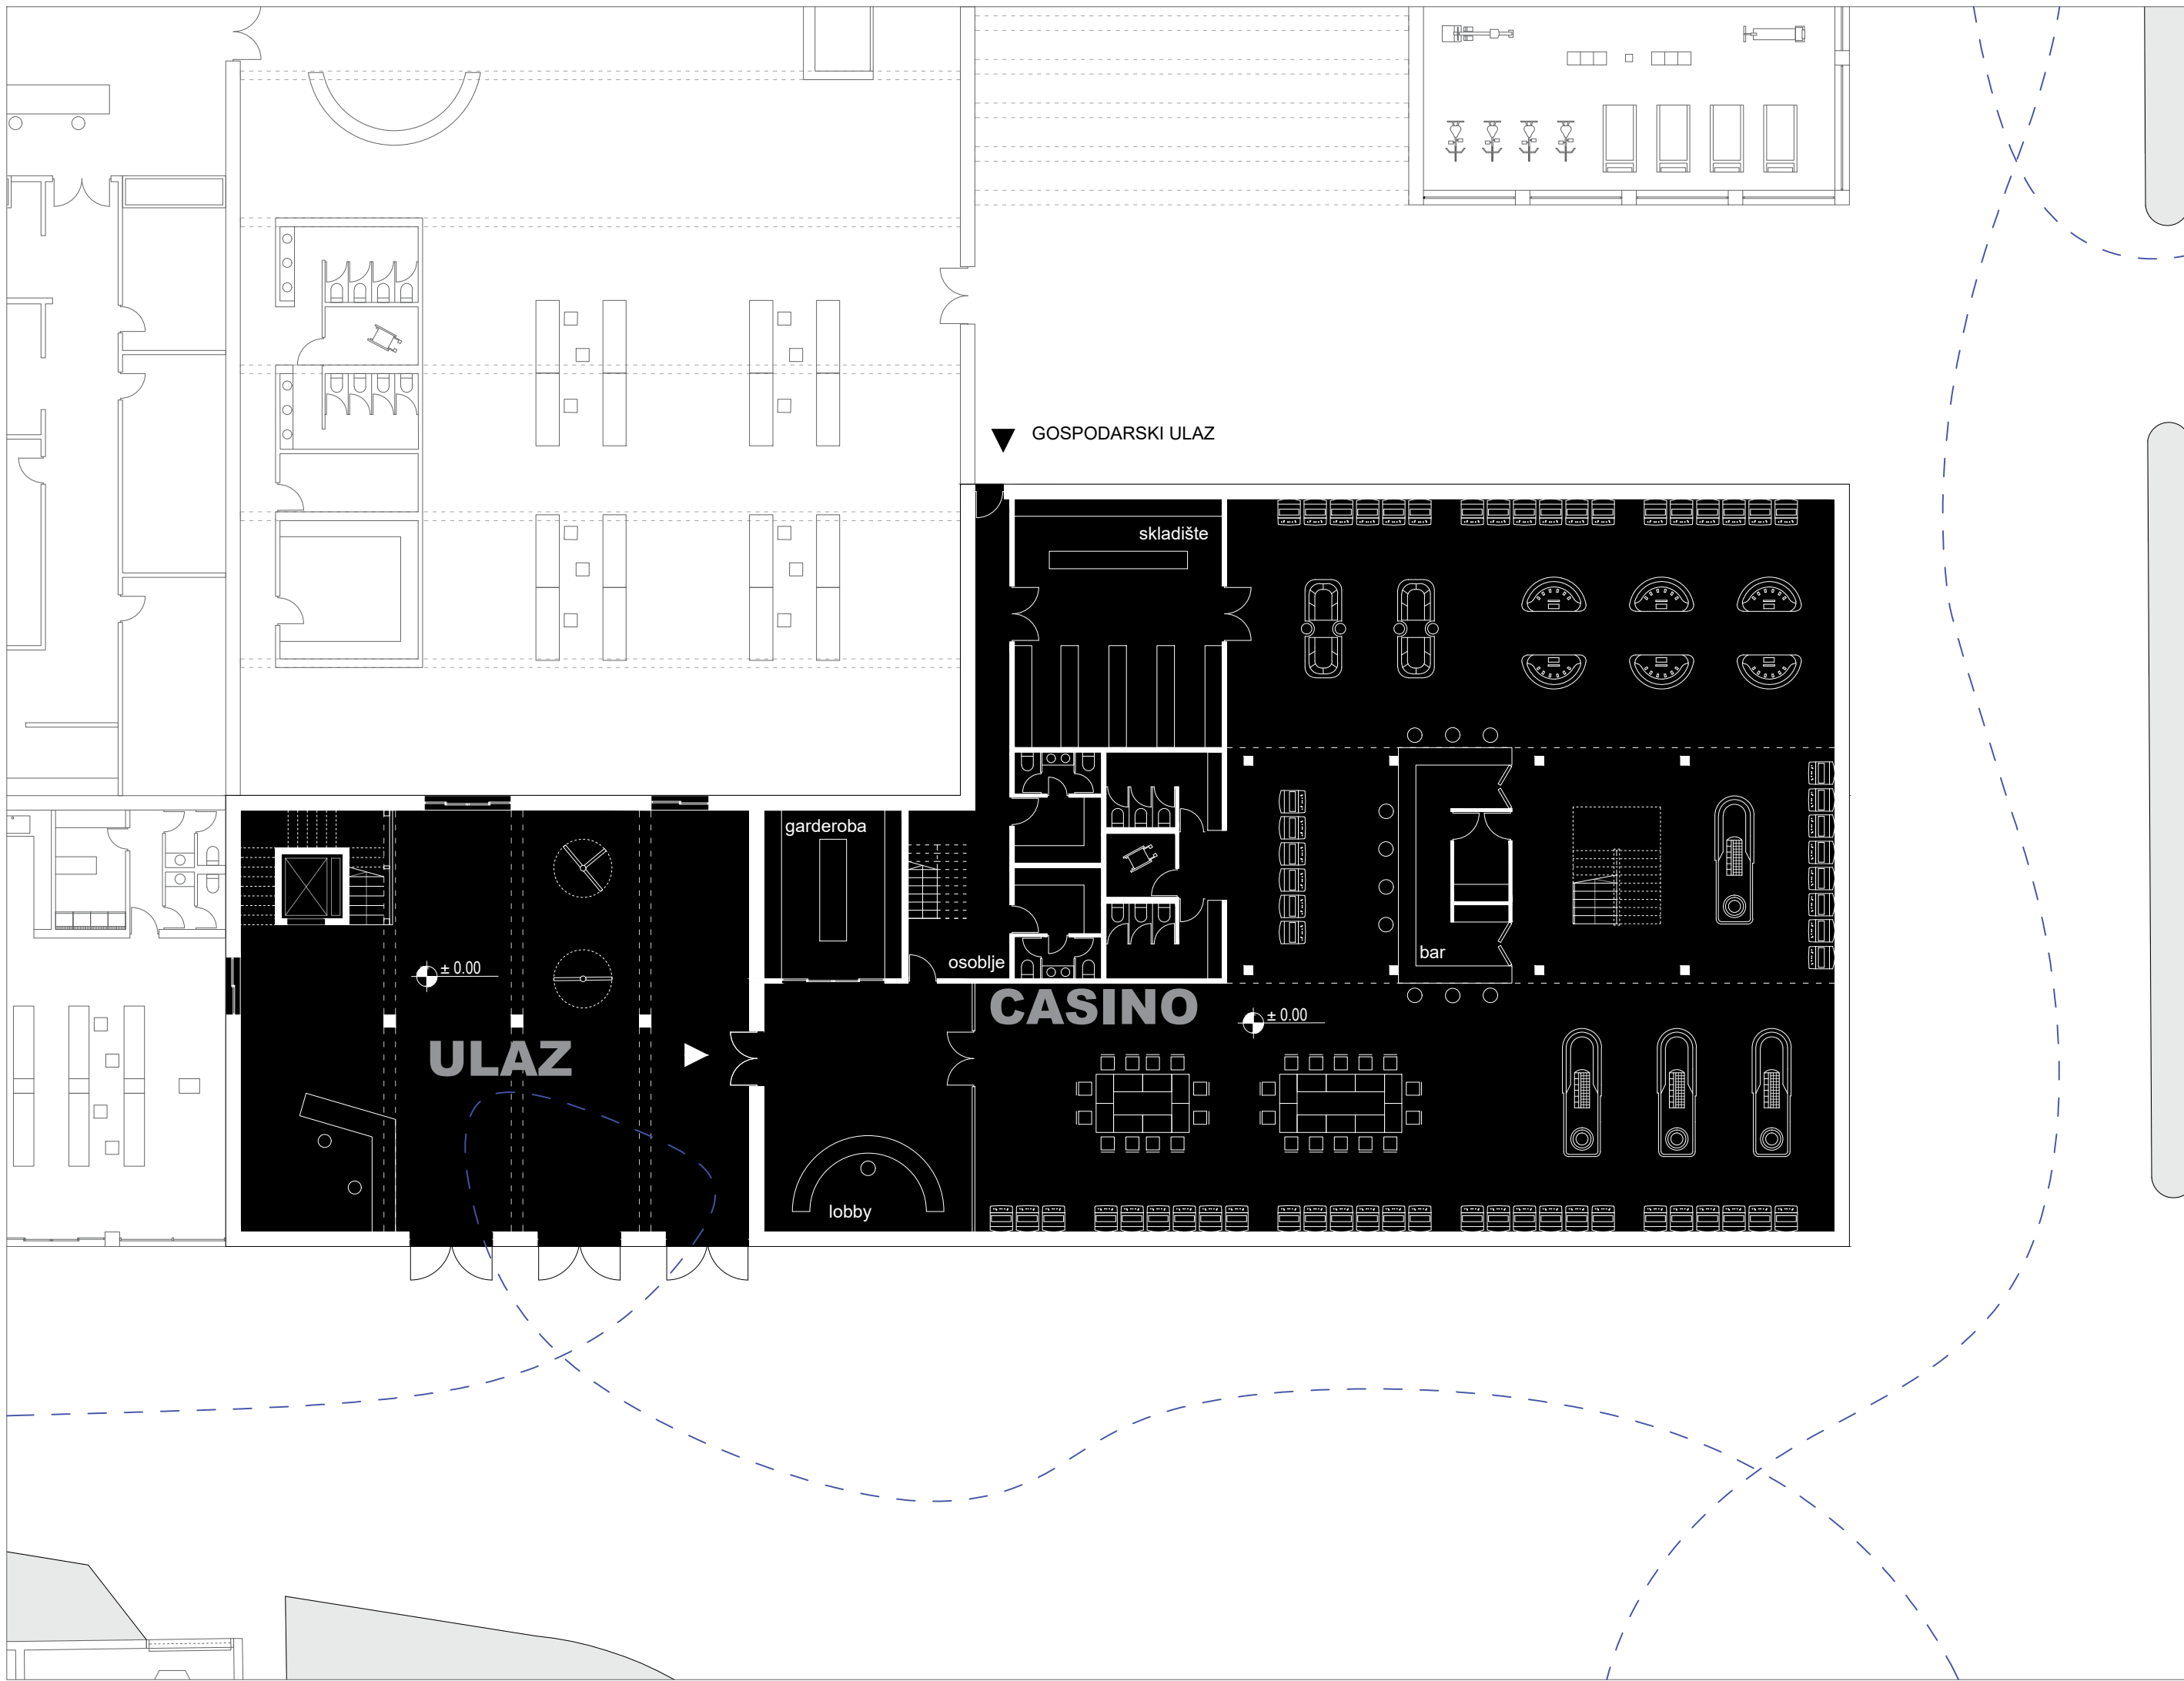 GOSPODARSKI ULAZ
skladište
garderoba
osoblje
bar
± 0.00
CASINO
± 0.00
ULAZ
lobby